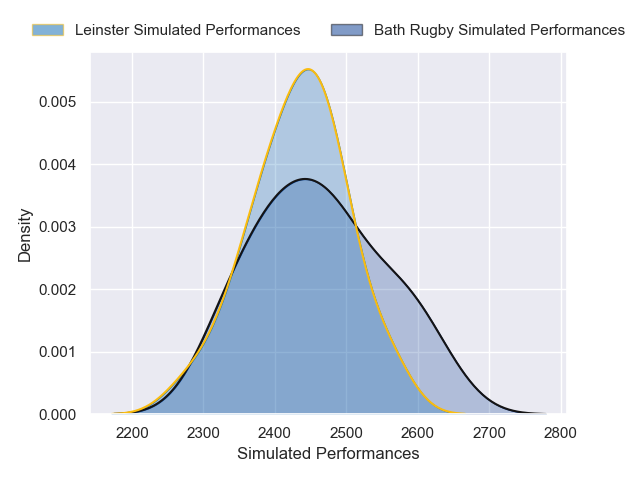 Leinster Simulated Performances
Bath Rugby Simulated Performances
Density
0.005
0.004
0.003
0.002
0.001
0.000
2200 2300 2400 2500 2600 2700 2800
Simulated Performances